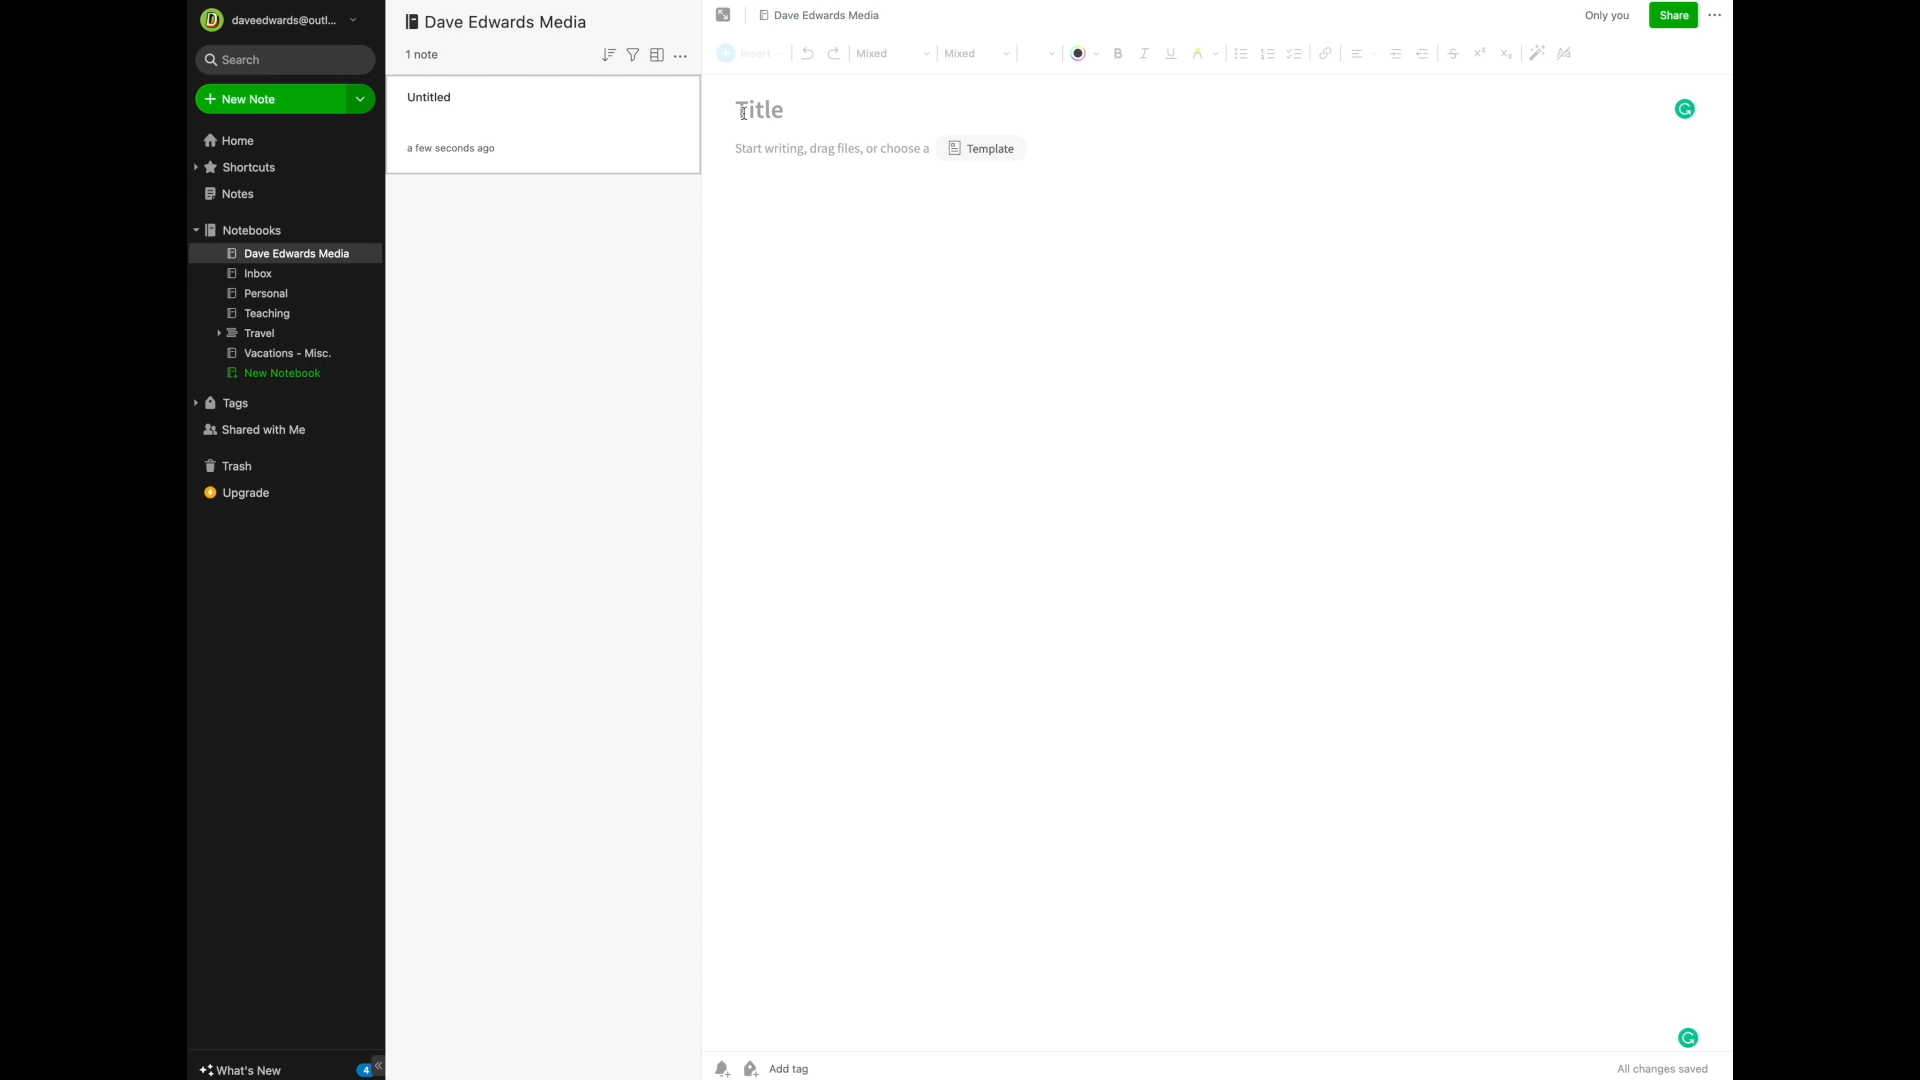 D daveedwards@outl...
Search
New Note
Home
Shortcuts
Notes
Notebooks
Dave Edwards Media
Inbox
Personal
Teaching
Travel
Vacations - Misc.
New Notebook
Tags
Shared with Me
Trash
Upgrade
What's New 4
Dave Edwards Media
1 note
Untitled
a few seconds ago
Dave Edwards Media
Only you
Share
Insert
Mixed
Mixed
Title
Start writing, drag files, or choose a Template
Add tag
All changes saved